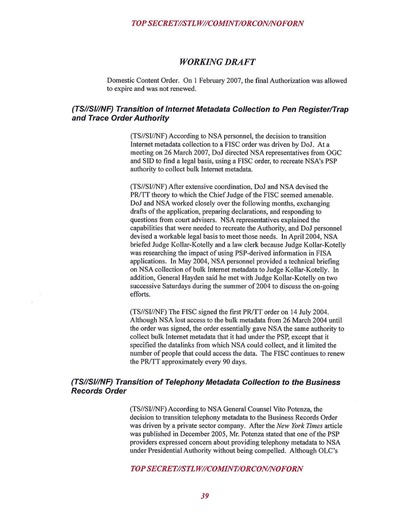 TOP SECRET//STLW//COMINT/ORCON/NOFORN
WORKING DRAFT
Domestic Content Order. On 1 February 2007, the final Authorization was allowed
to expire and was not renewed.
(TS//SI//NF) Transition of Internet Metadata Collection to Pen Register/Trap
and Trace Order Authority
(TS//SI//NF) According to NSA personnel, the decision to transition
Internet metadata collection to a FISC order was driven by DoJ. At a
meeting on 26 March 2007, DoJ directed NSA representatives from OGC
and SID to find a legal basis, using a FISC order, to recreate NSA's PSP
authority to collect bulk Internet metadata.
(TS//SI//NF) After extensive coordination, DoJ and NSA devised the
PR/TT theory to which the Chief Judge of the FISC seemed amenable.
DoJ and NSA worked closely over the following months, exchanging
drafts of the application, preparing declarations, and responding to
questions from court advisers. NSA representatives explained the
capabilities that were needed to recreate the Authority, and DoJ personnel
devised a workable legal basis to meet those needs. In April 2004, NSA
briefed Judge Kollar-Kotelly and a law clerk because Judge Kollar-Kotelly
was researching the impact of using PSP-derived information in FISA
applications. In May 2004, NSA personnel provided a technical briefing
on NSA collection of bulk Internet metadata to Judge Kollar-Kotelly. In
addition, General Hayden said he met with Judge Kollar-Kotelly on two
successive Saturdays during the summer of 2004 to discuss the on-going
efforts.
(TS//SI//NF) The FISC signed the first PR/TT order on 14 July 2004.
Although NSA lost access to the bulk metadata from 26 March 2004 until
the order was signed, the order essentially gave NSA the same authority to
collect bulk Internet metadata that it had under the PSP, except that it
specified the datalinks from which NSA could collect, and it limited the
number of people that could access the data. The FISC continues to renew
the PR/TT approximately every 90 days.
(TS//SI//NF) Transition of Telephony Metadata Collection to the Business
Records Order
(TS//SI//NF) According to NSA General Counsel Vito Potenza, the
decision to transition telephony metadata to the Business Records Order
was driven by a private sector company. After the New York Times article
was published in December 2005, Mr. Potenza stated that one of the PSP
providers expressed concern about providing telephony metadata to NSA
under Presidential Authority without being compelled. Although OLC's
TOP SECRET//STLW//COMINT/ORCON/NOFORN
39